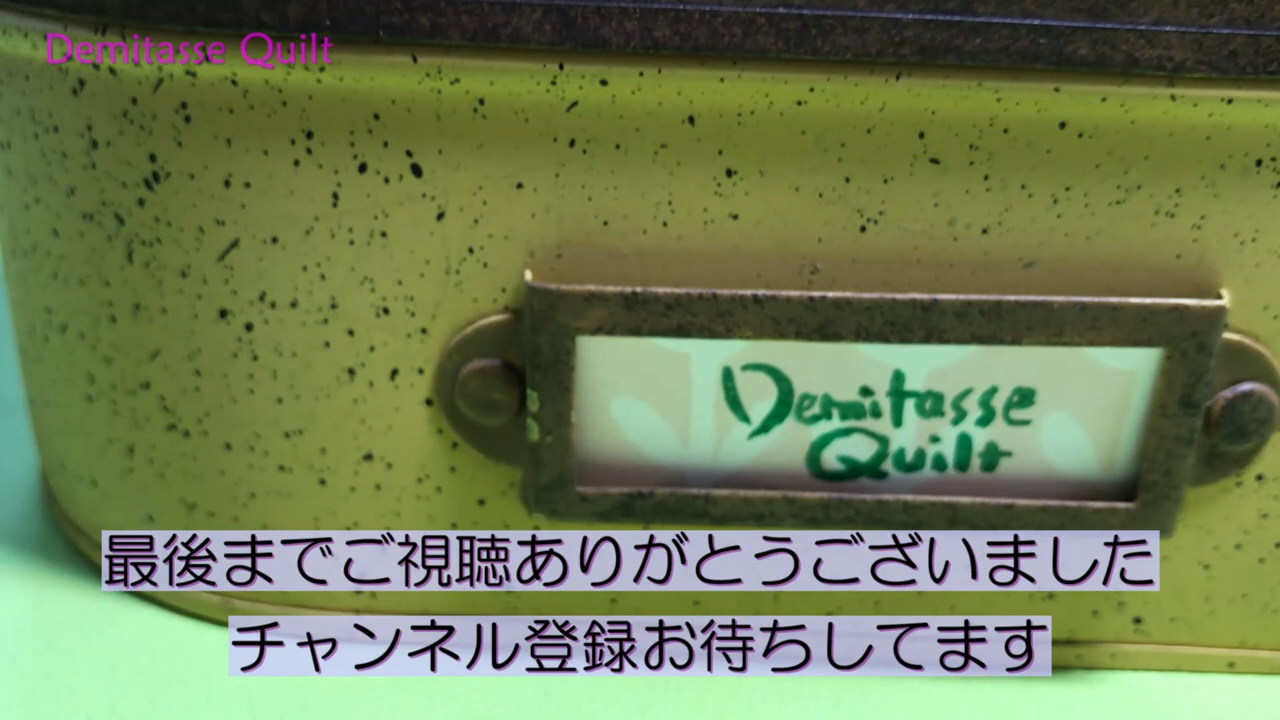 Demitasse Quilt
Demitasse
Quilt
最後までご視聴ありがとうございました
チャンネル登録お待ちしてます